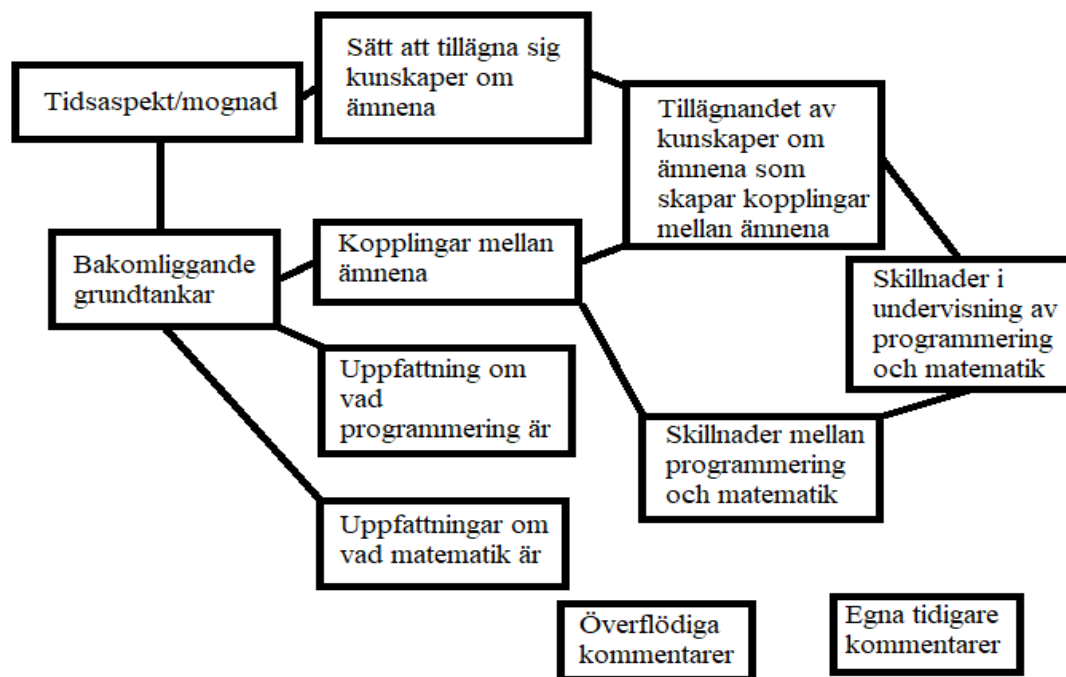 Tidsaspekt/mognad
Sätt att tillägna sig
kunskaper om
ämnena
Tillägnandet av
kunskaper om
ämnena som
skapar kopplingar
mellan ämnena
Bakomliggande
grundtankar
Kopplingar mellan
ämnena
Skillnader i
undervisning av
programmering
och matematik
Uppfattning om
vad
programmering är
Skillnader mellan
programmering
och matematik
Uppfattningar om
vad matematik är
Överflödiga
kommentarer
Egna tidigare
kommentarer